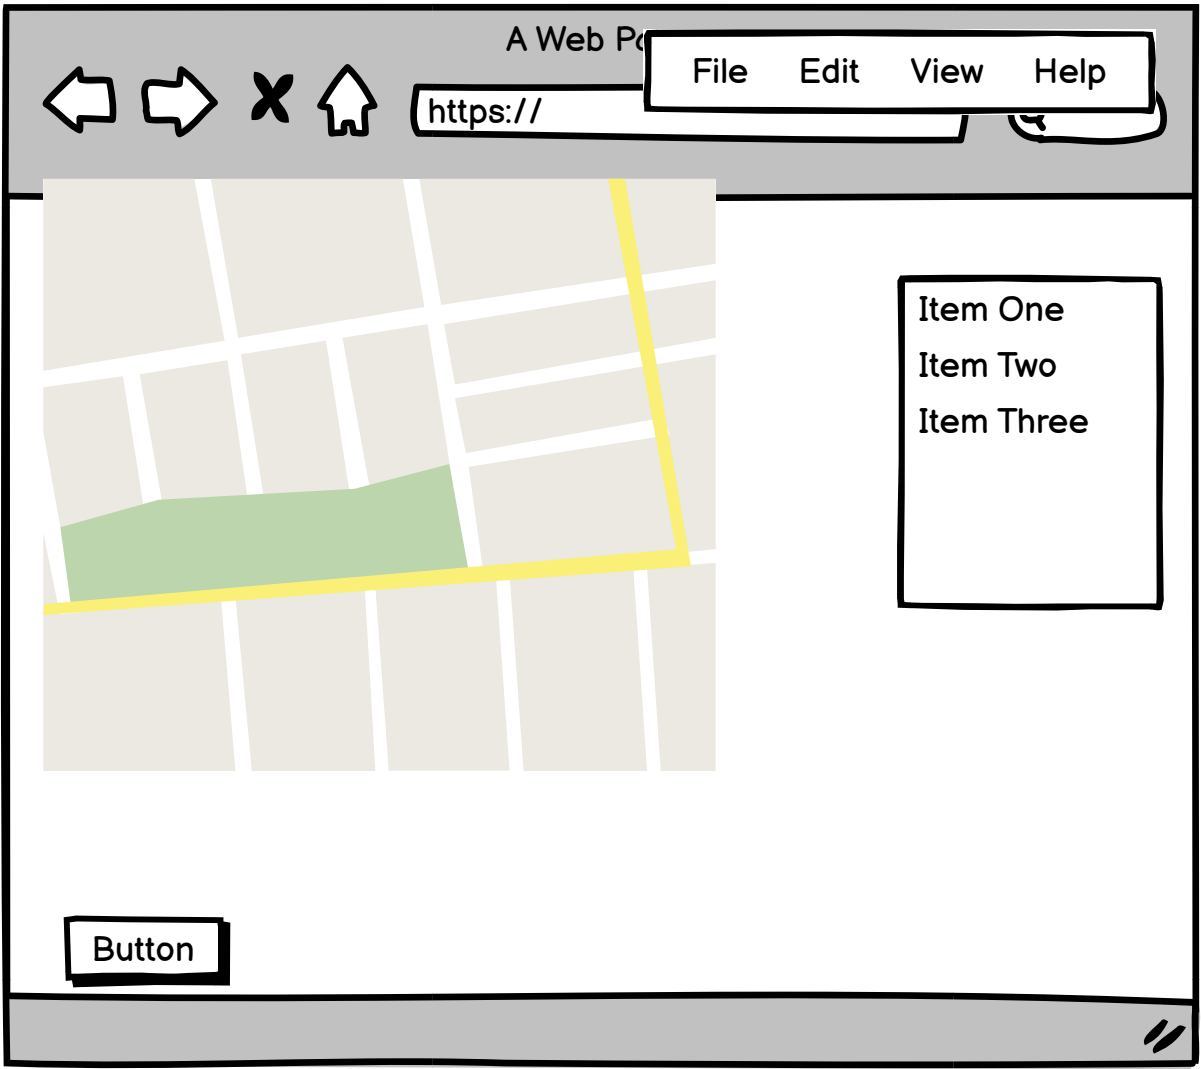 A Web
File Edit View Help
https://
Item One
Item Two
Item Three
Button